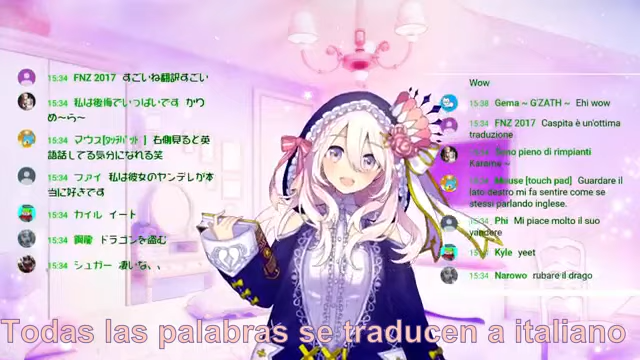 15:34 FNZ 2017 すごいね翻訳すごい
15:34 私は後悔でいっぱいです かり
め～ら～
15:34 マウス[ﾀｯﾁﾊﾟｯﾄﾞ] 右側見ると英
語話してる気分になれる笑
15:34 ファイ 私は彼女のヤンデレが本
当に好きです
15:34 カイル イート
15:34 ドラゴンを盗む
15:34 シュガー 凄いな、、
Wow
15:38 Gema ~ G'ZATH ~ Ehi wow
15:34 FNZ 2017 Caspita è un'ottima
traduzione
15:34 Sono pieno di rimpianti
Karame ~
15:34 Mouse [touch pad] Guardare il
lato destro mi fa sentire come se
stessi parlando inglese.
15:34 Phi Mi piace molto il suo
yandere
15:34 Kyle yeet
15:34 Narowo rubare il drago
Todas las palabras se traducen a italiano